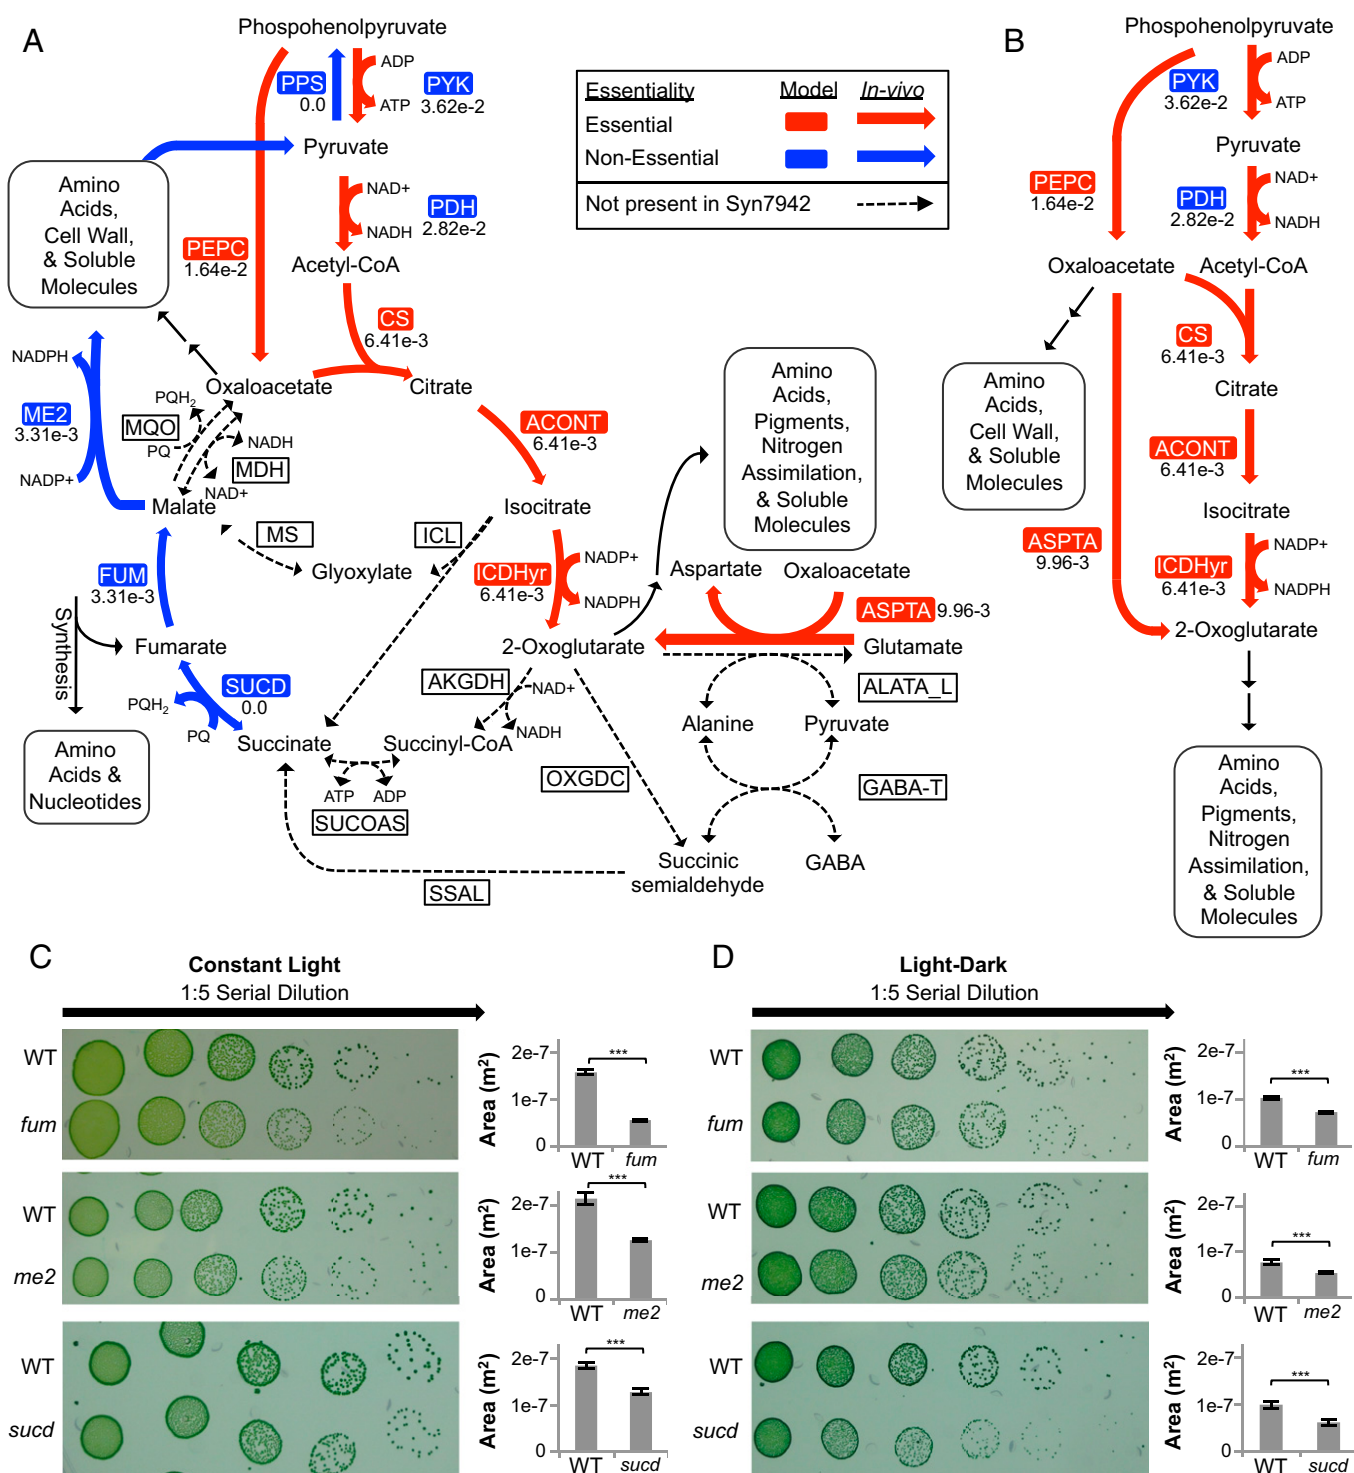 A
Phospohenolpyruvate
PPS
0.0
ADP
ATP
PYK
3.62e-2
Pyruvate
Amino
Acids,
Cell Wall,
& Soluble
Molecules
NAD+
NADH
PDH
2.82e-2
PEPC
1.64e-2
Acetyl-CoA
CS
6.41e-3
NADPH
ME2
3.31e-3
NADP+
Oxaloacetate
Citrate
PQH2
MQO
PQ
NADH
MDH
NAD+
ACONT
6.41e-3
Malate
Isocitrate
MS
ICL
Glyoxylate
FUM
3.31e-3
ICDHyr
6.41e-3
NADP+
NADPH
Synthesis
Fumarate
2-Oxoglutarate
SUCD
0.0
PQH2
PQ
AKGDH
NAD+
NADH
Succinate
Succinyl-CoA
ATP
ADP
SUCOAS
OXGDC
Amino
Acids &
Nucleotides
SSAL
Succinic
semialdehyde
GABA
GABA-T
Alanine
Pyruvate
ALATA_L
Aspartate
Oxaloacetate
ASPTA 9.96-3
Glutamate
Amino
Acids,
Pigments,
Nitrogen
Assimilation,
& Soluble
Molecules
Essentiality Model In-vivo
Essential
Non-Essential
Not present in Syn7942
B
Phospohenolpyruvate
PYK
3.62e-2
ADP
ATP
Pyruvate
PEPC
1.64e-2
PDH
2.82e-2
NAD+
NADH
Oxaloacetate
Acetyl-CoA
CS
6.41e-3
Amino
Acids,
Cell Wall,
& Soluble
Molecules
Citrate
ACONT
6.41e-3
Isocitrate
ASPTA
9.96-3
ICDHyr
6.41e-3
NADP+
NADPH
2-Oxoglutarate
Amino
Acids,
Pigments,
Nitrogen
Assimilation,
& Soluble
Molecules
C
Constant Light
1:5 Serial Dilution
WT
fum
Area (m2)
2e-7
1e-7
0
***
WT fum
WT
me2
Area (m2)
2e-7
1e-7
0
***
WT me2
WT
sucd
Area (m2)
2e-7
1e-7
0
***
WT sucd
D
Light-Dark
1:5 Serial Dilution
WT
fum
Area (m2)
2e-7
1e-7
0
***
WT fum
WT
me2
Area (m2)
2e-7
1e-7
0
***
WT me2
WT
sucd
Area (m2)
2e-7
1e-7
0
***
WT sucd